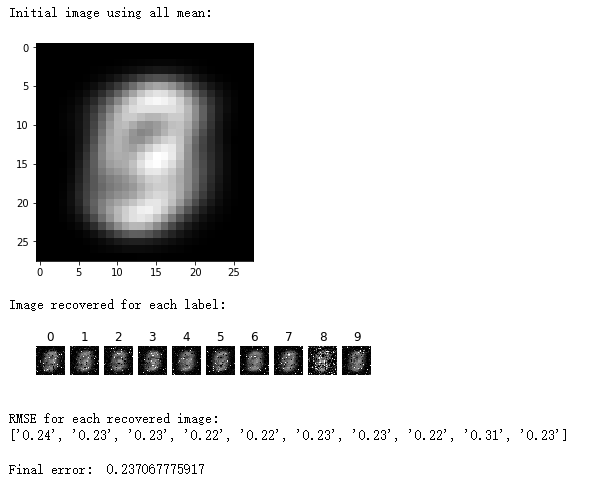 Initial image using all mean:
0
5
10
15
20
25
0 5 10 15 20 25
Image recovered for each label:
0 1 2 3 4 5 6 7 8 9
RMSE for each recovered image:
['0.24', '0.23', '0.23', '0.22', '0.22', '0.23', '0.23', '0.22', '0.31', '0.23']
Final error:  0.237067775917